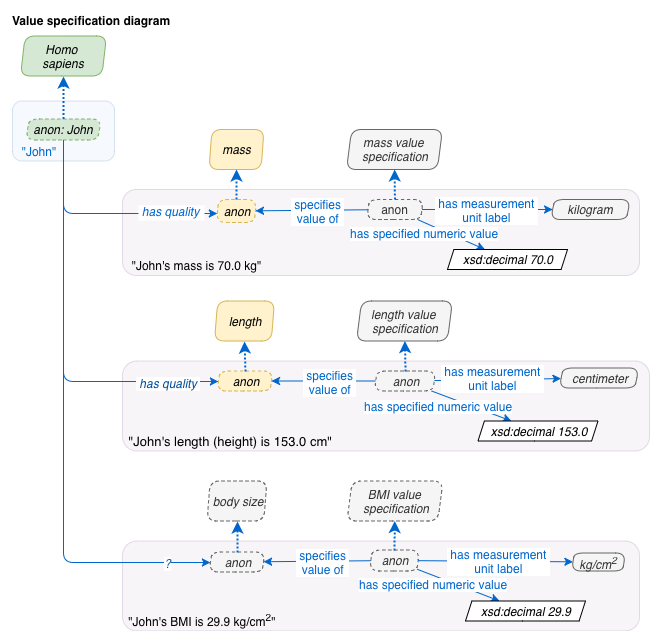 Value specification diagram
Homo
sapiens
anon: John
"John"
mass
mass value
specification
has quality
anon
specifies
value of
anon
has measurement
unit label
kilogram
has specified numeric value
xsd:decimal 70.0
"John's mass is 70.0 kg"
length
length value
specification
has quality
anon
specifies
value of
anon
has measurement
unit label
centimeter
has specified numeric value
xsd:decimal 153.0
"John's length (height) is 153.0 cm"
body size
BMI value
specification
?
anon
specifies
value of
anon
has measurement
unit label
kg/cm²
has specified numeric value
xsd:decimal 29.9
"John's BMI is 29.9 kg/cm²"